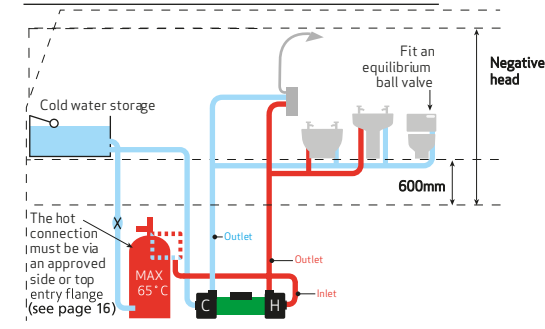 Fit an
equilibrium
ball valve
Negative
head
Cold water storage
600mm
The hot
connection
must be via
an approved
side or top
entry flange
(see page 16)
X
Outlet
Outlet
MAX
65°C
Inlet
C
H